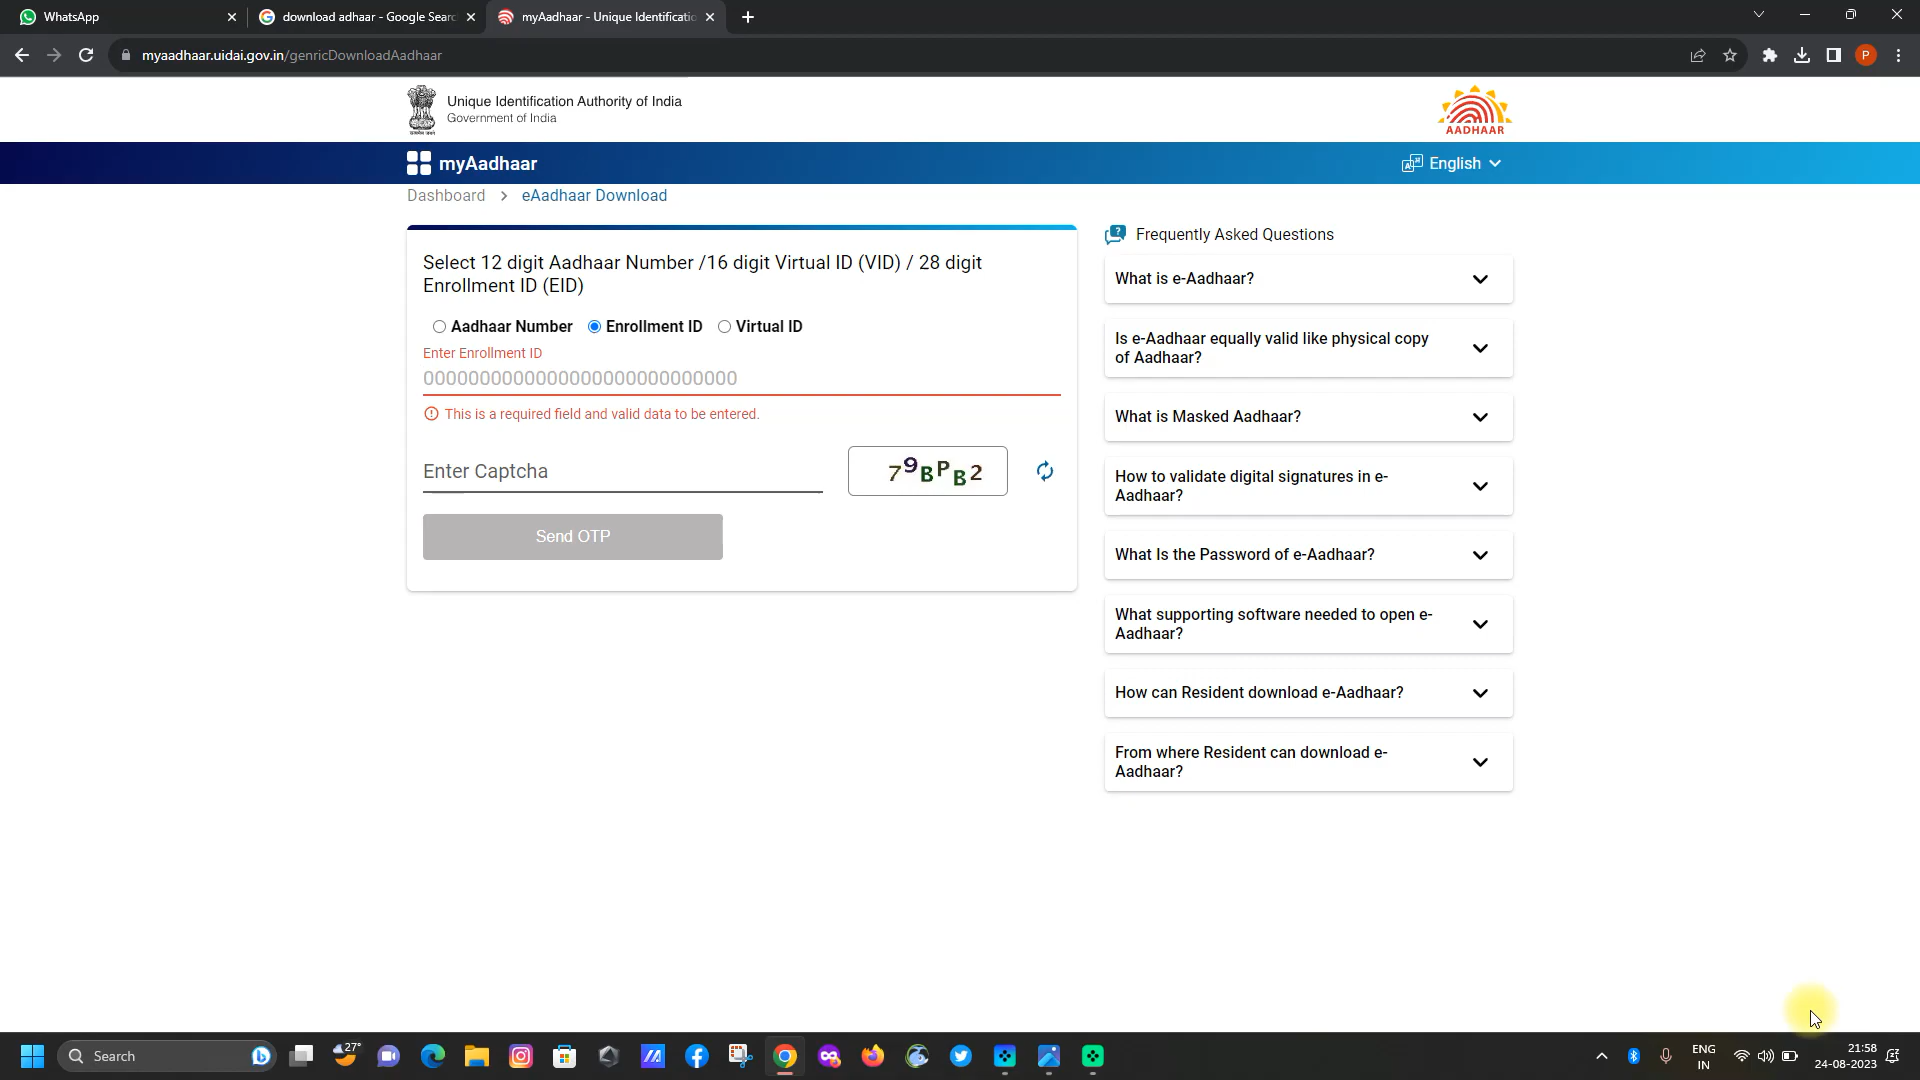 WhatsApp
download adhaar - Google Searc
myAadhaar - Unique Identificatio
myaadhaar.uidai.gov.in/genricDownloadAadhaar
P
Unique Identification Authority of India
Government of India
AADHAAR
myAadhaar
English
Dashboard > eAadhaar Download
Select 12 digit Aadhaar Number /16 digit Virtual ID (VID) / 28 digit
Enrollment ID (EID)
Aadhaar Number Enrollment ID Virtual ID
Enter Enrollment ID
0000000000000000000000000000
This is a required field and valid data to be entered.
Enter Captcha
79BPB2
Send OTP
Frequently Asked Questions
What is e-Aadhaar?
Is e-Aadhaar equally valid like physical copy
of Aadhaar?
What is Masked Aadhaar?
How to validate digital signatures in e-
Aadhaar?
What Is the Password of e-Aadhaar?
What supporting software needed to open e-
Aadhaar?
How can Resident download e-Aadhaar?
From where Resident can download e-
Aadhaar?
Search
27°
ENG
IN
21:58
24-08-2023